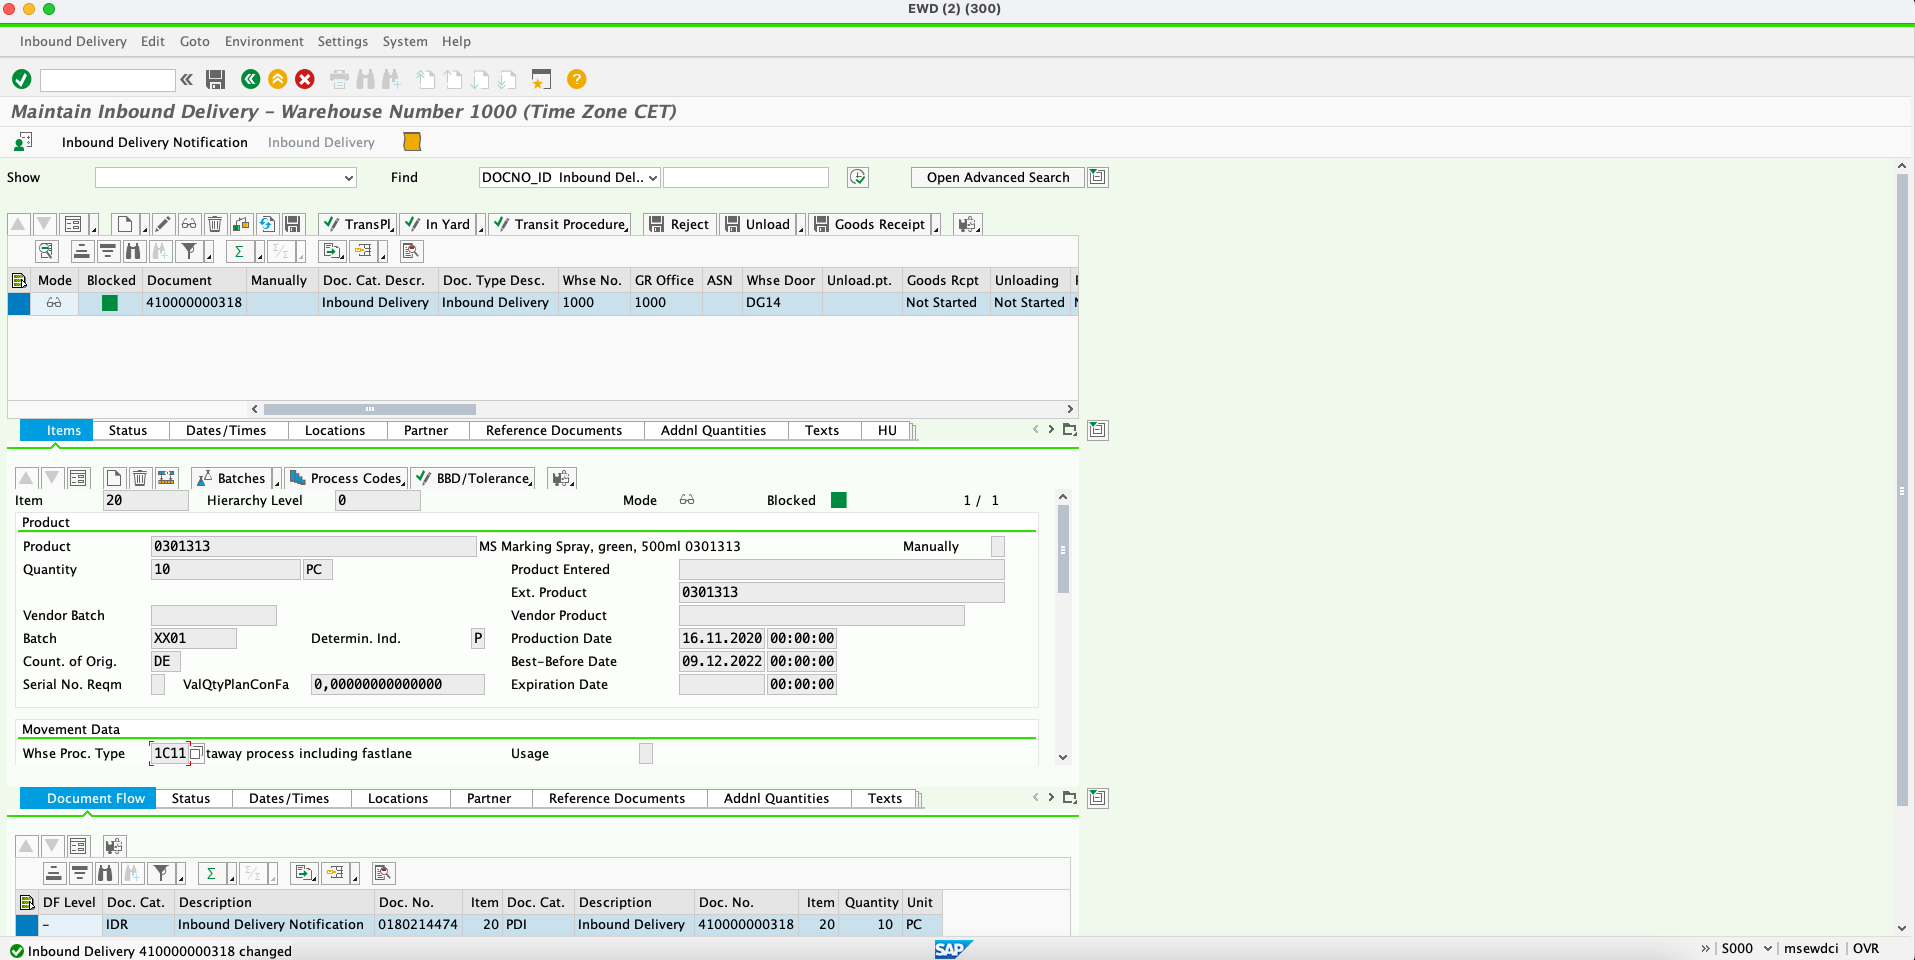 EWD (2) (300)
Inbound Delivery Edit Goto Environment Settings System Help
Maintain Inbound Delivery - Warehouse Number 1000 (Time Zone CET)
Inbound Delivery Notification Inbound Delivery
Show Find DOCNO_ID Inbound Del.. Open Advanced Search
TransPl. In Yard Transit Procedure Reject Unload Goods Receipt
Mode Blocked Document Manually Doc. Cat. Descr. Doc. Type Desc. Whse No. GR Office ASN Whse Door Unload.pt. Goods Rcpt Unloading
410000000318 Inbound Delivery Inbound Delivery 1000 1000 DG14 Not Started Not Started
Items Status Dates/Times Locations Partner Reference Documents Addnl Quantities Texts HU
Batches Process Codes BBD/Tolerance
Item 20 Hierarchy Level 0 Mode Blocked 1 / 1
Product
Product 0301313 MS Marking Spray, green, 500ml 0301313 Manually
Quantity 10 PC Product Entered
Ext. Product 0301313
Vendor Batch Vendor Product
Batch XX01 Determin. Ind. P Production Date 16.11.2020 00:00:00
Count. of Orig. DE Best-Before Date 09.12.2022 00:00:00
Serial No. Reqm ValQtyPlanConFa 0,00000000000000 Expiration Date 00:00:00
Movement Data
Whse Proc. Type 1C11 taway process including fastlane Usage
Document Flow Status Dates/Times Locations Partner Reference Documents Addnl Quantities Texts
DF Level Doc. Cat. Description Doc. No. Item Doc. Cat. Description Doc. No. Item Quantity Unit
- IDR Inbound Delivery Notification 0180214474 20 PDI Inbound Delivery 410000000318 20 10 PC
Inbound Delivery 410000000318 changed SAP » S000 msewdci OVR